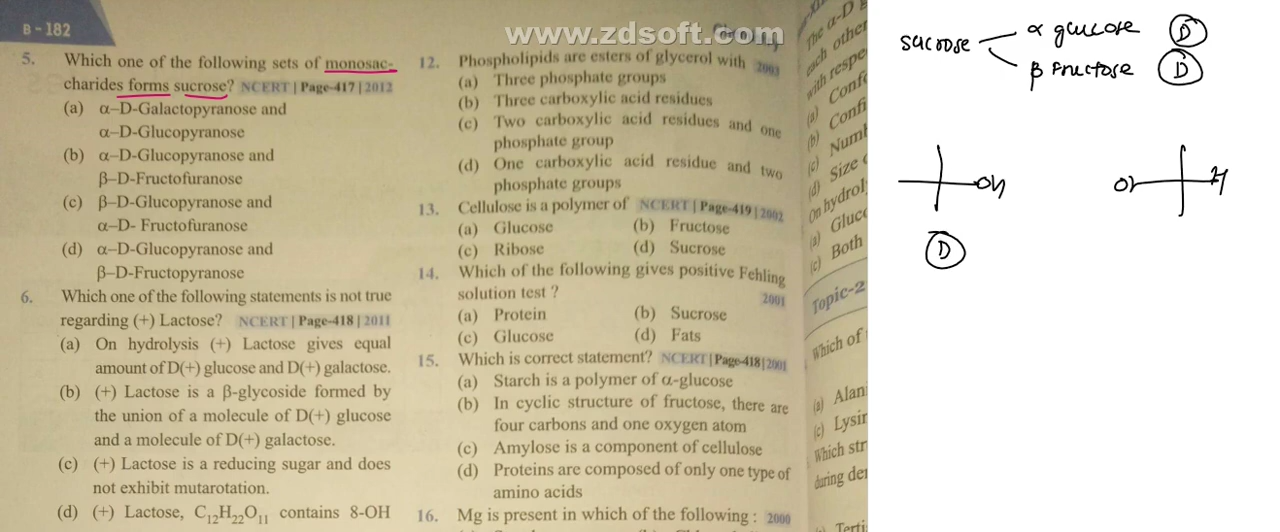 B - 182
www.zdsoft.com
5. Which one of the following sets of monosac-
charides forms sucrose? NCERT | Page-417 | 2012
(a) α–D-Galactopyranose and
α–D-Glucopyranose
(b) α–D-Glucopyranose and
β–D-Fructofuranose
(c) β–D-Glucopyranose and
α–D- Fructofuranose
(d) α–D-Glucopyranose and
β–D-Fructopyranose
6. Which one of the following statements is not true
regarding (+) Lactose? NCERT | Page-418 | 2011
(a) On hydrolysis (+) Lactose gives equal
amount of D(+) glucose and D(+) galactose.
(b) (+) Lactose is a β-glycoside formed by
the union of a molecule of D(+) glucose
and a molecule of D(+) galactose.
(c) (+) Lactose is a reducing sugar and does
not exhibit mutarotation.
(d) (+) Lactose, C₁₂H₂₂O₁₁ contains 8-OH
12. Phospholipids are esters of glycerol with 2003
(a) Three phosphate groups
(b) Three carboxylic acid residues
(c) Two carboxylic acid residues and one
phosphate group
(d) One carboxylic acid residue and two
phosphate groups
13. Cellulose is a polymer of NCERT | Page-419 | 2002
(a) Glucose (b) Fructose
(c) Ribose (d) Sucrose
14. Which of the following gives positive Fehling
solution test ? 2001
(a) Protein (b) Sucrose
(c) Glucose (d) Fats
15. Which is correct statement? NCERT | Page-418 | 2001
(a) Starch is a polymer of α-glucose
(b) In cyclic structure of fructose, there are
four carbons and one oxygen atom
(c) Amylose is a component of cellulose
(d) Proteins are composed of only one type of
amino acids
16. Mg is present in which of the following : 2000
The α-D
each other
with respe
(a) Conf
(b) Confi
(c) Numb
(d) Size
On hydrol
(a) Gluc
(c) Both
Topic-2
Which of
(a) Alan
(c) Lysin
Which str
during de
sucrose
α glucose D
β Fructose D
OH
OH H
D